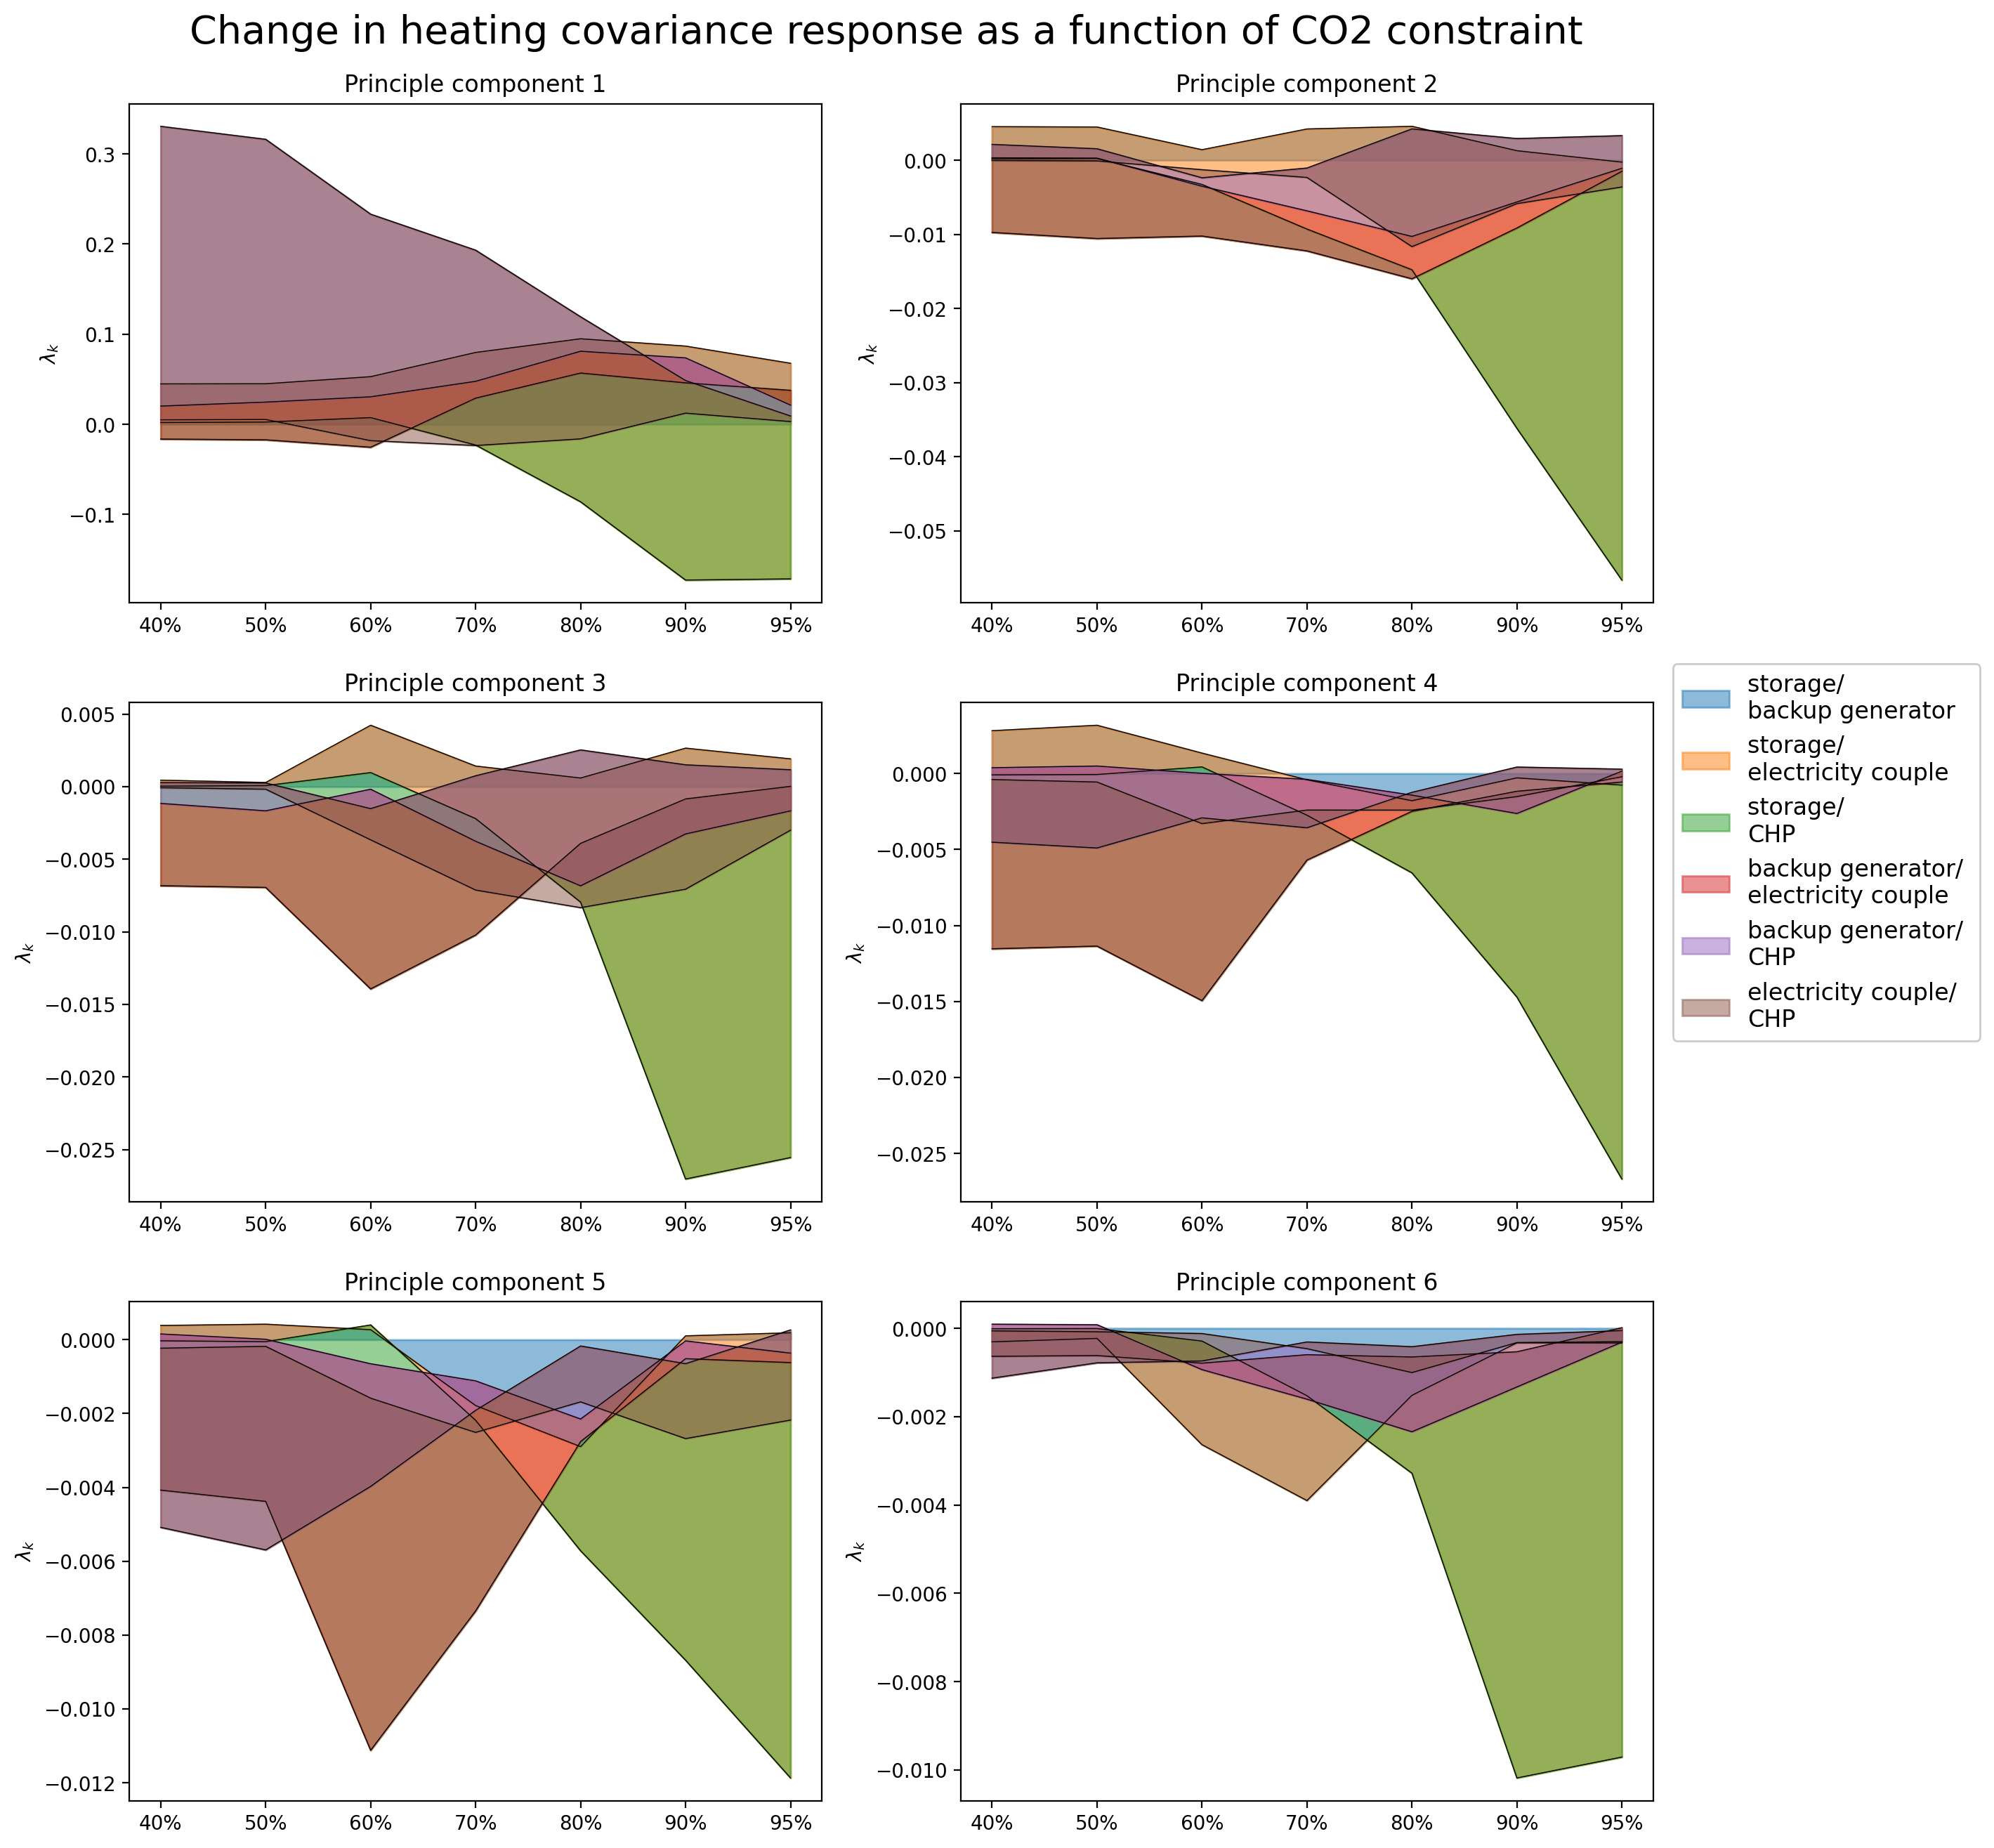 Change in heating covariance response as a function of CO2 constraint
Principle component 1
λk
0.3
0.2
0.1
0.0
−0.1
40% 50% 60% 70% 80% 90% 95%
Principle component 2
λk
0.00
−0.01
−0.02
−0.03
−0.04
−0.05
40% 50% 60% 70% 80% 90% 95%
Principle component 3
λk
0.005
0.000
−0.005
−0.010
−0.015
−0.020
−0.025
40% 50% 60% 70% 80% 90% 95%
Principle component 4
λk
0.000
−0.005
−0.010
−0.015
−0.020
−0.025
40% 50% 60% 70% 80% 90% 95%
storage/
backup generator
storage/
electricity couple
storage/
CHP
backup generator/
electricity couple
backup generator/
CHP
electricity couple/
CHP
Principle component 5
λk
0.000
−0.002
−0.004
−0.006
−0.008
−0.010
−0.012
40% 50% 60% 70% 80% 90% 95%
Principle component 6
λk
0.000
−0.002
−0.004
−0.006
−0.008
−0.010
40% 50% 60% 70% 80% 90% 95%